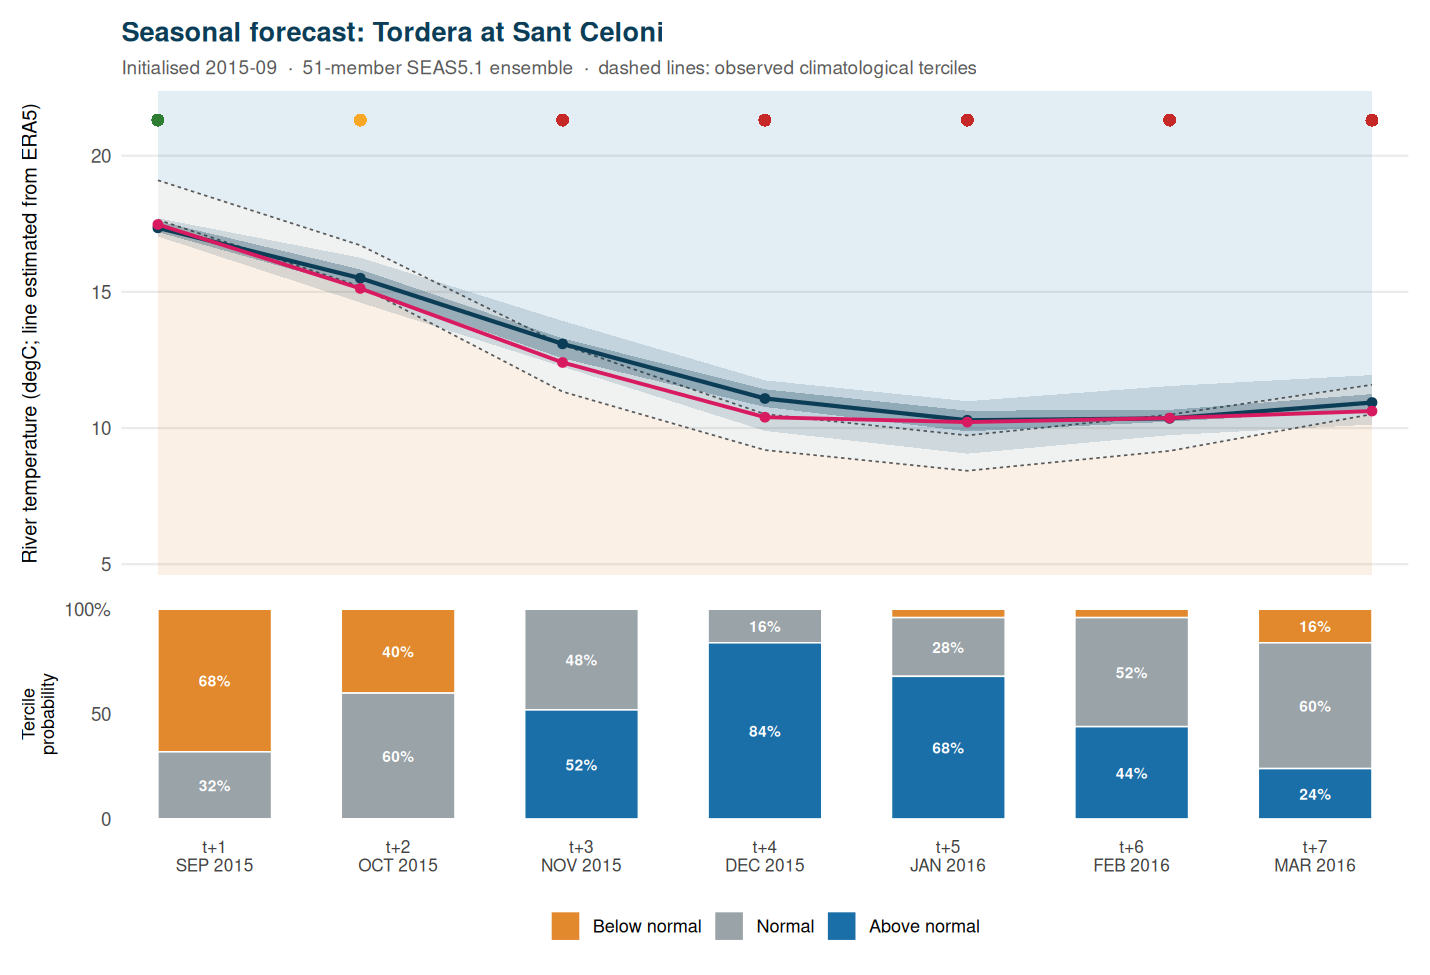 Seasonal forecast: Tordera at Sant Celoni
Initialised 2015-09 · 51-member SEAS5.1 ensemble · dashed lines: observed climatological terciles
River temperature (degC; line estimated from ERA5)
20
15
10
5
Tercile
probability
100%
50
0
68%
32%
40%
60%
48%
52%
16%
84%
28%
68%
52%
44%
16%
60%
24%
t+1
SEP 2015
t+2
OCT 2015
t+3
NOV 2015
t+4
DEC 2015
t+5
JAN 2016
t+6
FEB 2016
t+7
MAR 2016
Below normal
Normal
Above normal